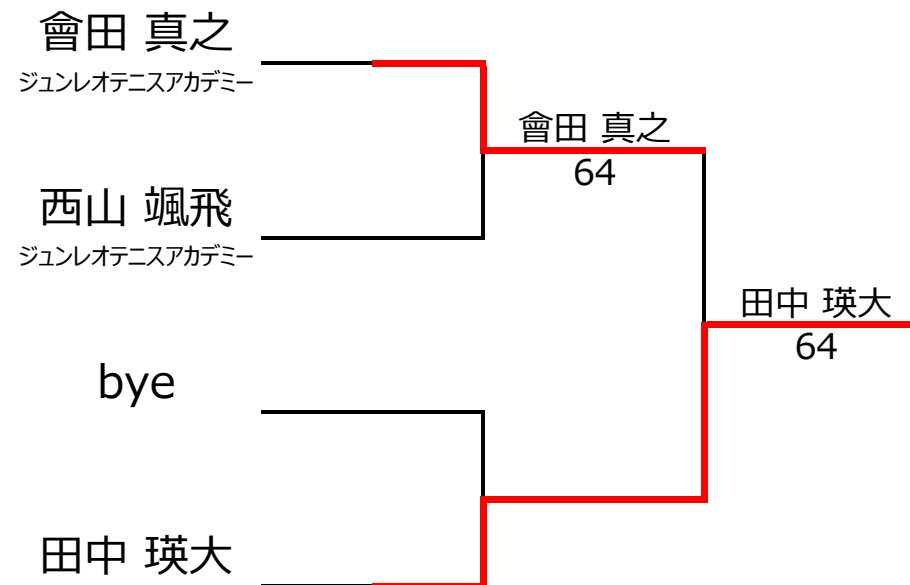 會田 真之
ジュンレオテニスアカデミー
西山 颯飛
ジュンレオテニスアカデミー
bye
田中 瑛大
會田 真之
64
田中 瑛大
64